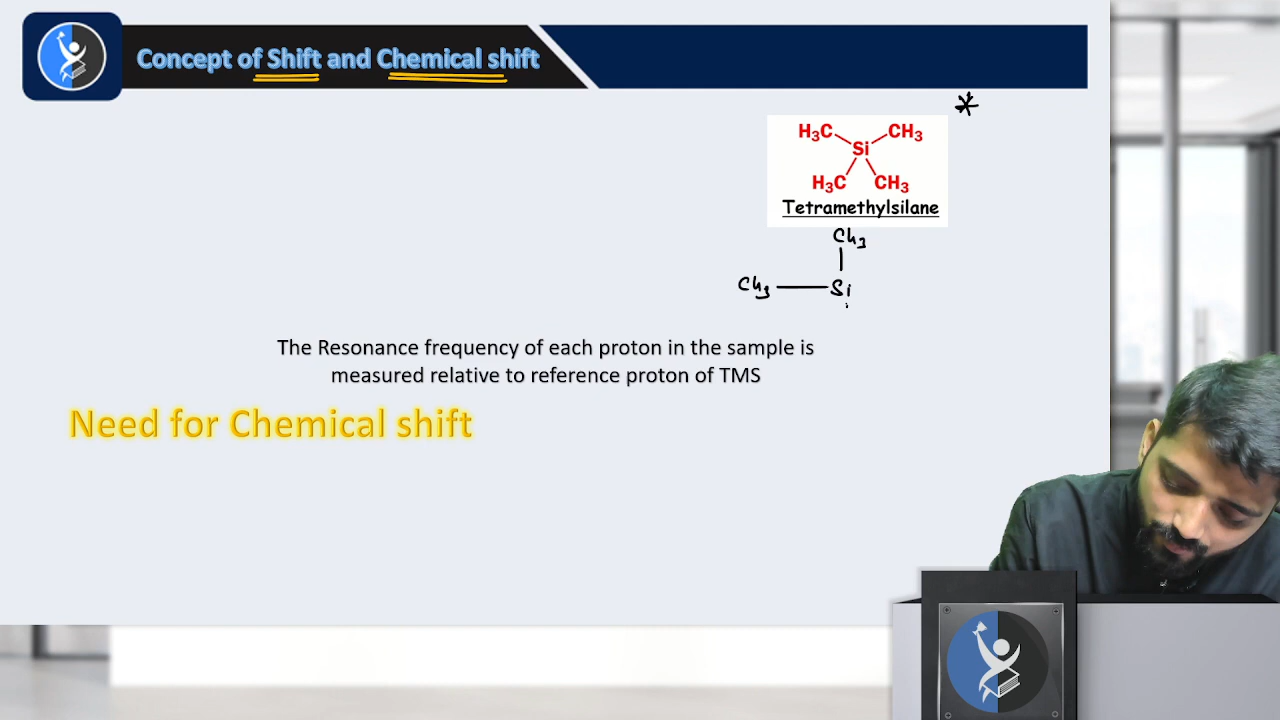 Concept of Shift and Chemical shift
*
H3C CH3
Si
H3C CH3
Tetramethylsilane
Ch3
Ch3 — Si
The Resonance frequency of each proton in the sample is
measured relative to reference proton of TMS
Need for Chemical shift